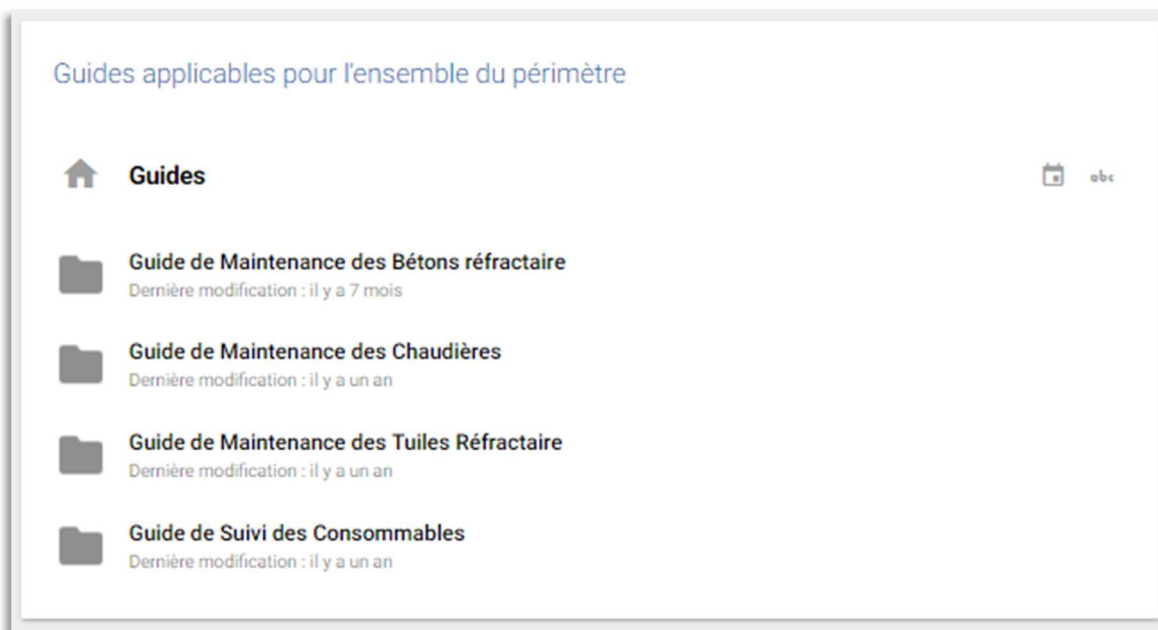 Guides applicables pour l'ensemble du périmètre
Guides
abc
Guide de Maintenance des Bétons réfractaire
Dernière modification : il y a 7 mois
Guide de Maintenance des Chaudières
Dernière modification : il y a un an
Guide de Maintenance des Tuiles Réfractaire
Dernière modification : il y a un an
Guide de Suivi des Consommables
Dernière modification : il y a un an